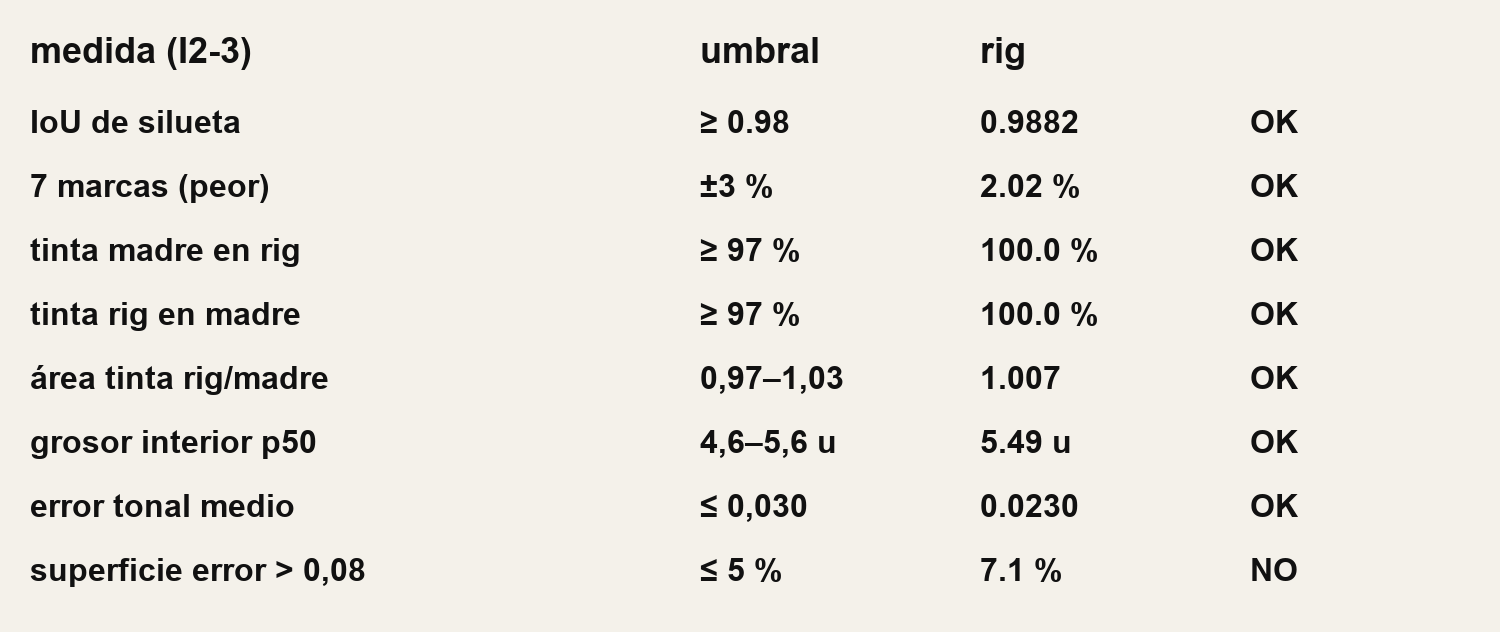 medida (l2-3) umbral rig
IoU de silueta ≥ 0.98 0.9882 OK
7 marcas (peor) ±3 % 2.02 % OK
tinta madre en rig ≥ 97 % 100.0 % OK
tinta rig en madre ≥ 97 % 100.0 % OK
área tinta rig/madre 0,97–1,03 1.007 OK
grosor interior p50 4,6–5,6 u 5.49 u OK
error tonal medio ≤ 0,030 0.0230 OK
superficie error > 0,08 ≤ 5 % 7.1 % NO